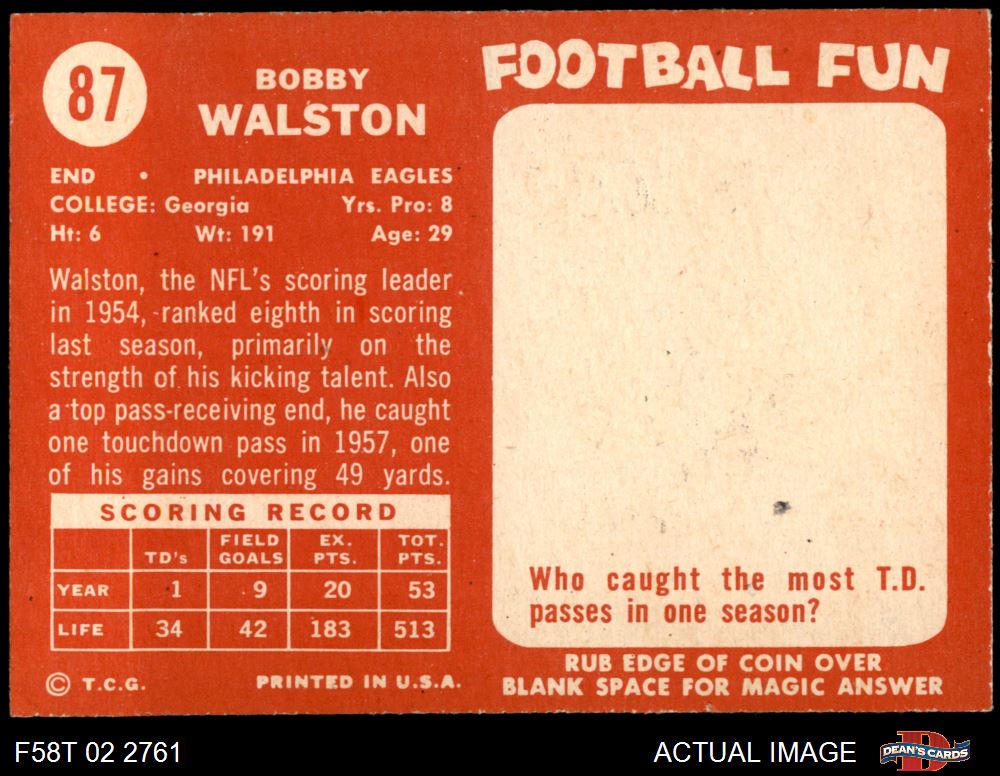 87
BOBBY
WALSTON
END • PHILADELPHIA EAGLES
COLLEGE: Georgia Yrs. Pro: 8
Ht: 6 Wt: 191 Age: 29
Walston, the NFL's scoring leader
in 1954, ranked eighth in scoring
last season, primarily on the
strength of his kicking talent. Also
a top pass-receiving end, he caught
one touchdown pass in 1957, one
of his gains covering 49 yards.
SCORING RECORD
TD's FIELD GOALS EX. PTS. TOT. PTS.
YEAR 1 9 20 53
LIFE 34 42 183 513
© T.C.G. PRINTED IN U.S.A.
FOOTBALL FUN
Who caught the most T.D.
passes in one season?
RUB EDGE OF COIN OVER
BLANK SPACE FOR MAGIC ANSWER
F58T 02 2761
ACTUAL IMAGE
D
DEAN'S CARDS